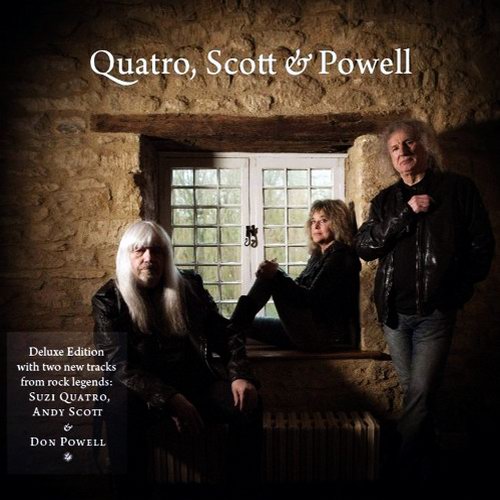 Quatro, Scott & Powell
Deluxe Edition
with two new tracks
from rock legends:
SUZI QUATRO,
ANDY SCOTT
&
DON POWELL